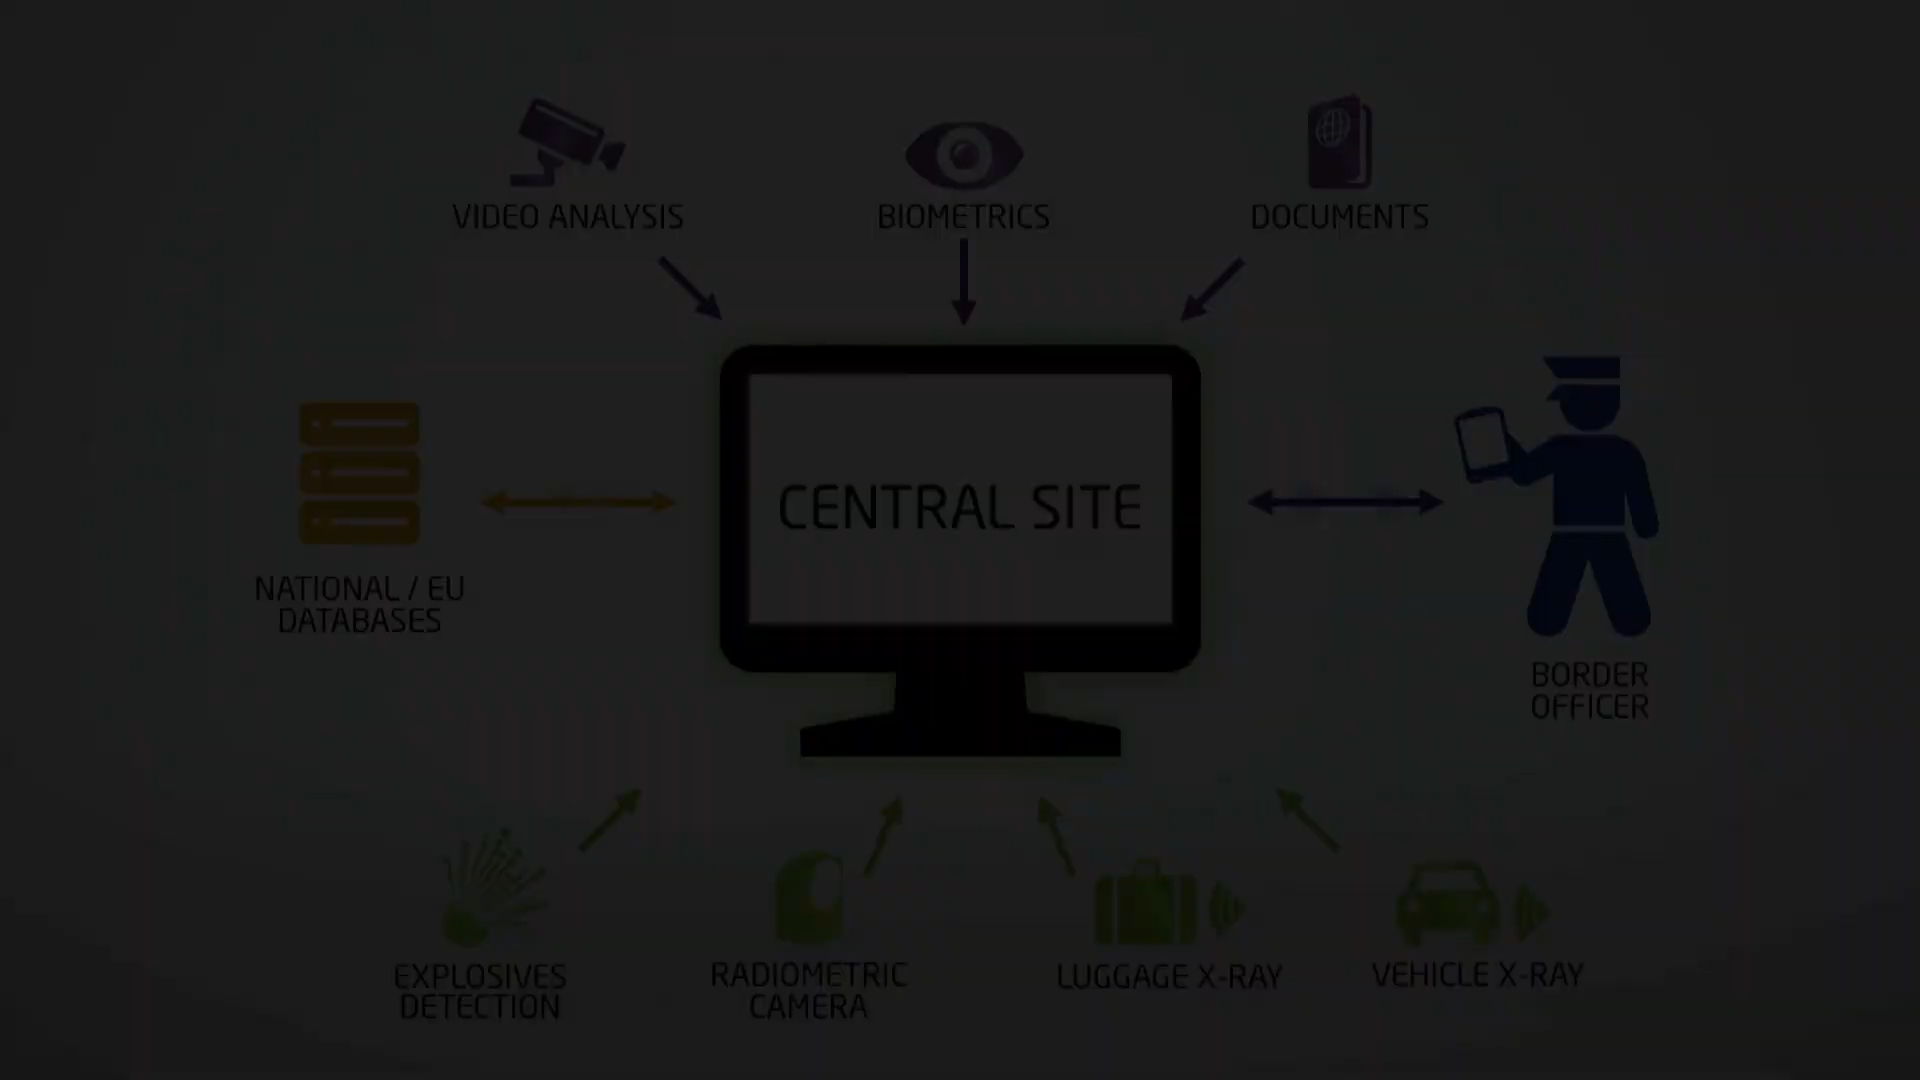 VIDEO ANALYSIS
BIOMETRICS
DOCUMENTS
CENTRAL SITE
NATIONAL / EU
DATABASES
BORDER
OFFICER
EXPLOSIVES
DETECTION
RADIOMETRIC
CAMERA
LUGGAGE X-RAY
VEHICLE X-RAY